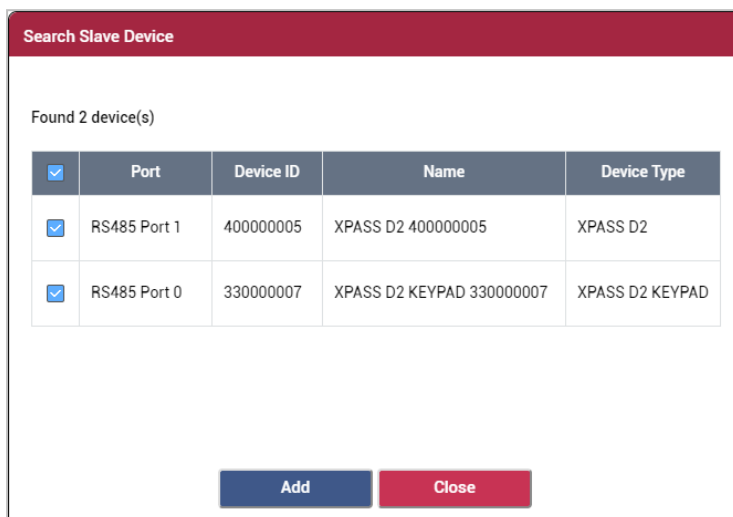 Search Slave Device
Found 2 device(s)
Port Device ID Name Device Type
RS485 Port 1 400000005 XPASS D2 400000005 XPASS D2
RS485 Port 0 330000007 XPASS D2 KEYPAD 330000007 XPASS D2 KEYPAD
Add Close